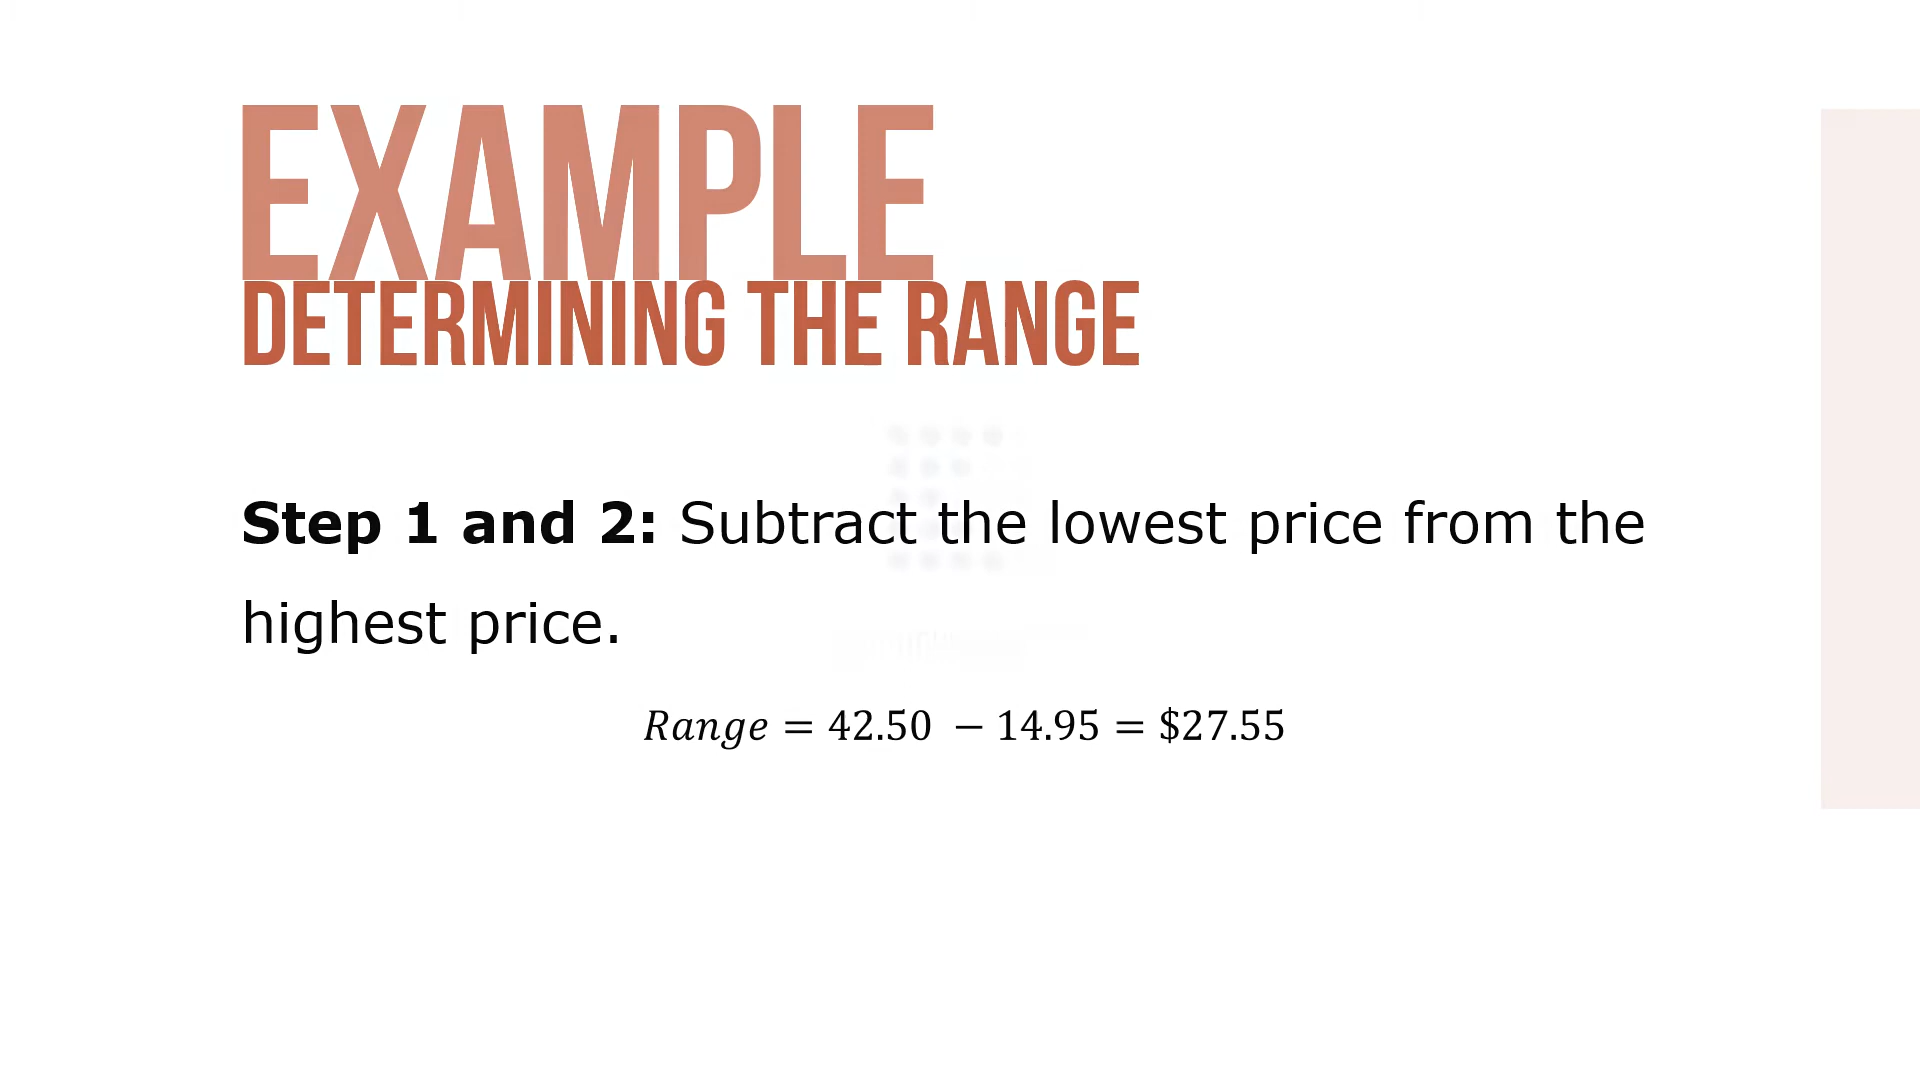 EXAMPLE
DETERMINING THE RANGE
Step 1 and 2: Subtract the lowest price from the
highest price.
Range = 42.50 − 14.95 = $27.55